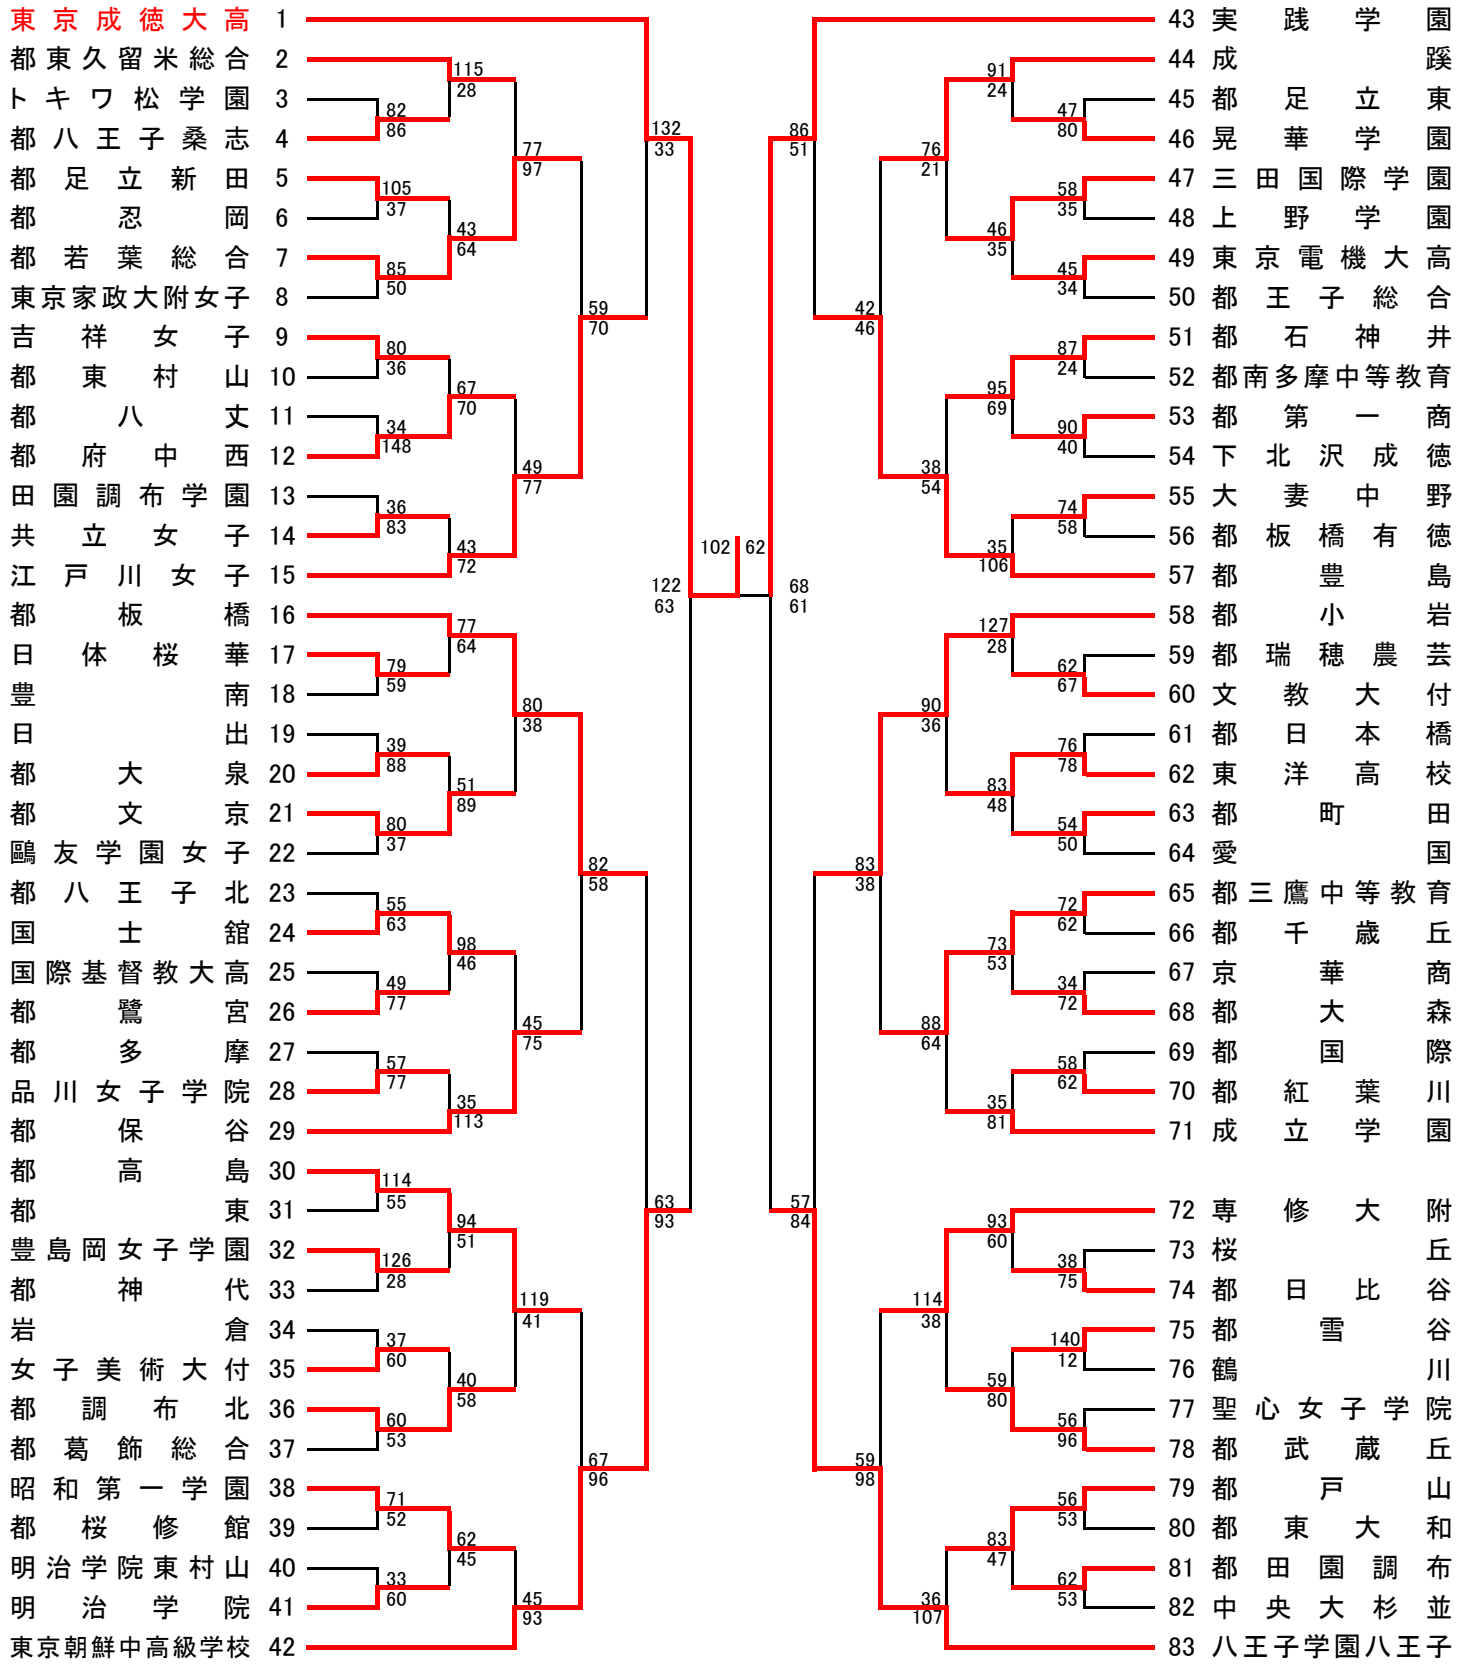 東京成徳大高 1
都東久留米総合 2
トキワ松学園 3
都八王子桑志 4
都足立新田 5
都忍岡 6
都若葉総合 7
東京家政大附女子 8
吉祥女子 9
都東村山 10
都八丈 11
都府中西 12
田園調布学園 13
共立女子 14
江戸川女子 15
都板橋 16
日体桜華 17
豊南 18
日出 19
都大泉 20
都文京 21
鷗友学園女子 22
都八王子北 23
国士舘 24
国際基督教大高 25
都鷺宮 26
都多摩 27
品川女子学院 28
都保谷 29
都高島 30
都東 31
豊島岡女子学園 32
都神代 33
岩倉 34
女子美術大付 35
都調布北 36
都葛飾総合 37
昭和第一学園 38
都桜修館 39
明治学院東村山 40
明治学院 41
東京朝鮮中高級学校 42
82
86
105
37
85
50
80
36
34
148
36
83
79
59
39
88
80
37
55
63
49
77
57
77
114
55
126
28
37
60
60
53
71
52
33
60
115
28
43
64
67
70
43
72
77
64
51
89
98
46
35
113
94
51
40
58
62
45
77
97
49
77
80
38
45
75
119
41
45
93
59
70
82
58
67
96
132
33
63
93
122
63
102
62
68
61
86
51
57
84
42
46
83
38
59
98
76
21
38
54
90
36
88
64
114
38
36
107
91
24
46
35
95
69
35
106
127
28
83
48
73
53
35
81
93
60
59
80
83
47
47
80
58
35
45
34
87
24
90
40
74
58
62
67
76
78
54
50
72
62
34
72
58
62
38
75
140
12
56
96
56
53
62
53
43 実践学園
44 成蹊
45 都足立東
46 晃華学園
47 三田国際学園
48 上野学園
49 東京電機大高
50 都王子総合
51 都石神井
52 都南多摩中等教育
53 都第一商
54 下北沢成徳
55 大妻中野
56 都板橋有徳
57 都豊島
58 都小岩
59 都瑞穂農芸
60 文教大付
61 都日本橋
62 東洋高校
63 都町田
64 愛国
65 都三鷹中等教育
66 都千歳丘
67 京華商
68 都大森
69 都国際
70 都紅葉川
71 成立学園
72 専修大附
73 桜丘
74 都日比谷
75 都雪谷
76 鶴川
77 聖心女子学院
78 都武蔵丘
79 都戸山
80 都東大和
81 都田園調布
82 中央大杉並
83 八王子学園八王子